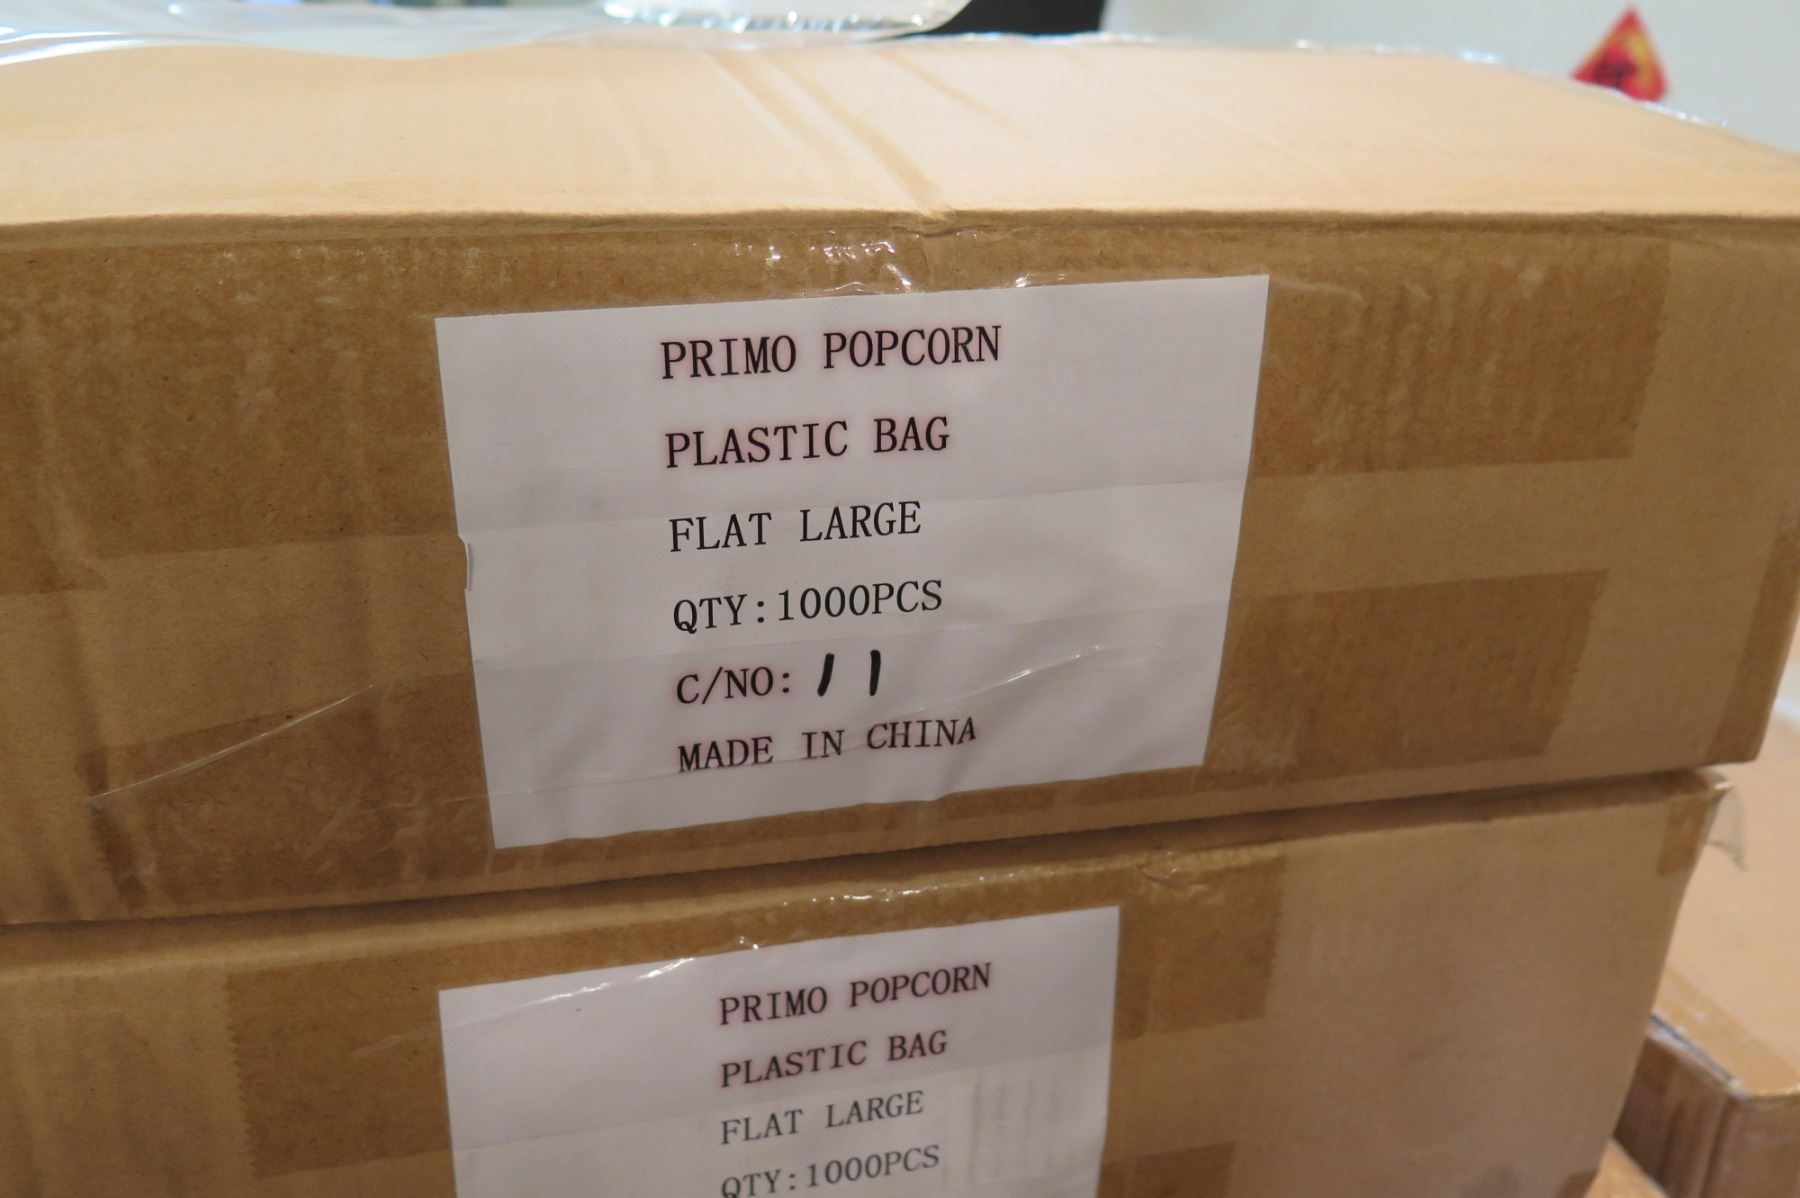 PRIMO POPCORN
PLASTIC BAG
FLAT LARGE
QTY:1000PCS
C/NO: 11
MADE IN CHINA
PRIMO POPCORN
PLASTIC BAG
FLAT LARGE
QTY:1000PCS